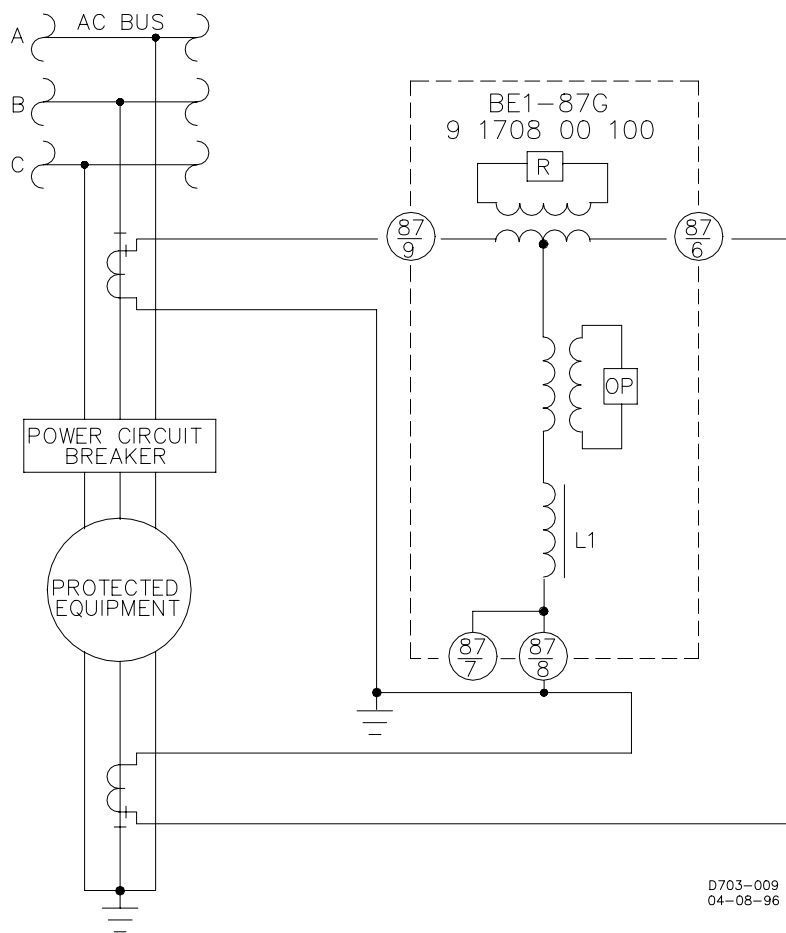 AC BUS
A
B
C
BE1-87G
9 1708 00 100
R
87
9
87
6
OP
POWER CIRCUIT
BREAKER
L1
PROTECTED
EQUIPMENT
87
7
87
8
D703-009
04-08-96